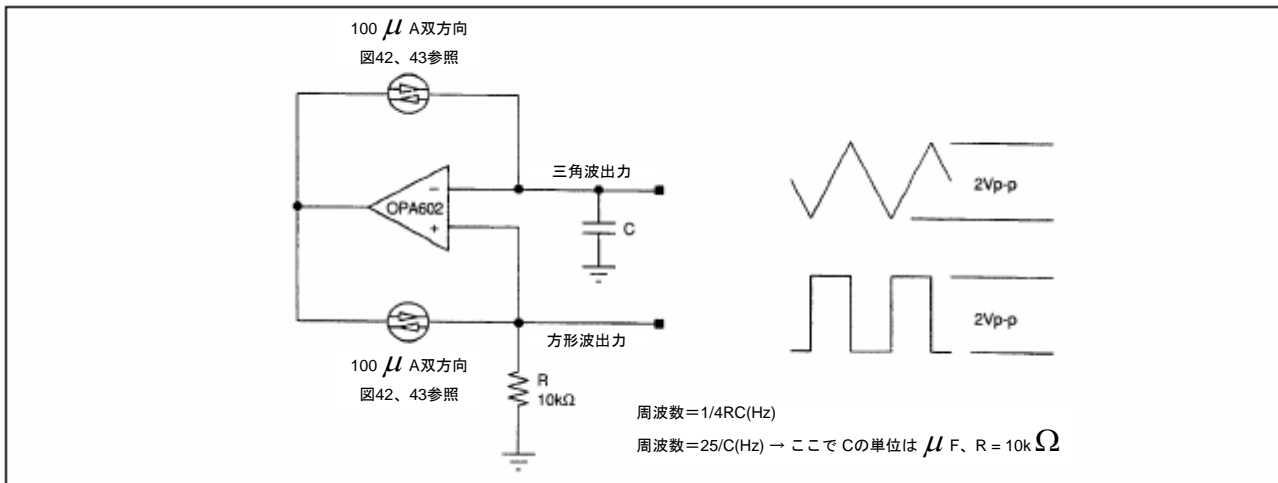 100 μ A双方向
図42、43参照
三角波出力
−
OPA602
+
C
2Vp-p
方形波出力
2Vp-p
100 μ A双方向
図42、43参照
R
10kΩ
周波数=1/4RC(Hz)
周波数=25/C(Hz) → ここで Cの単位は μ F、R = 10k Ω